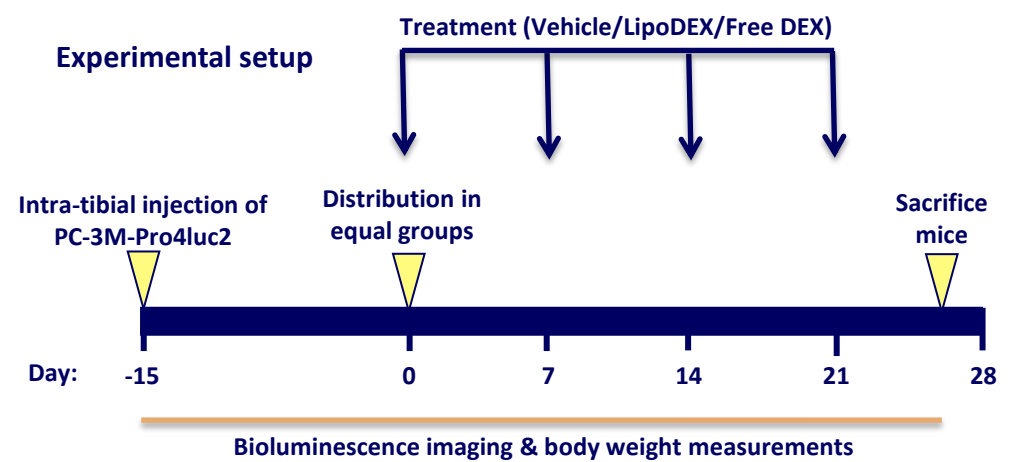 Treatment (Vehicle/LipoDEX/Free DEX)
Experimental setup
Intra-tibial injection of
PC-3M-Pro4luc2
Distribution in
equal groups
Sacrifice
mice
Day: -15 0 7 14 21 28
Bioluminescence imaging & body weight measurements